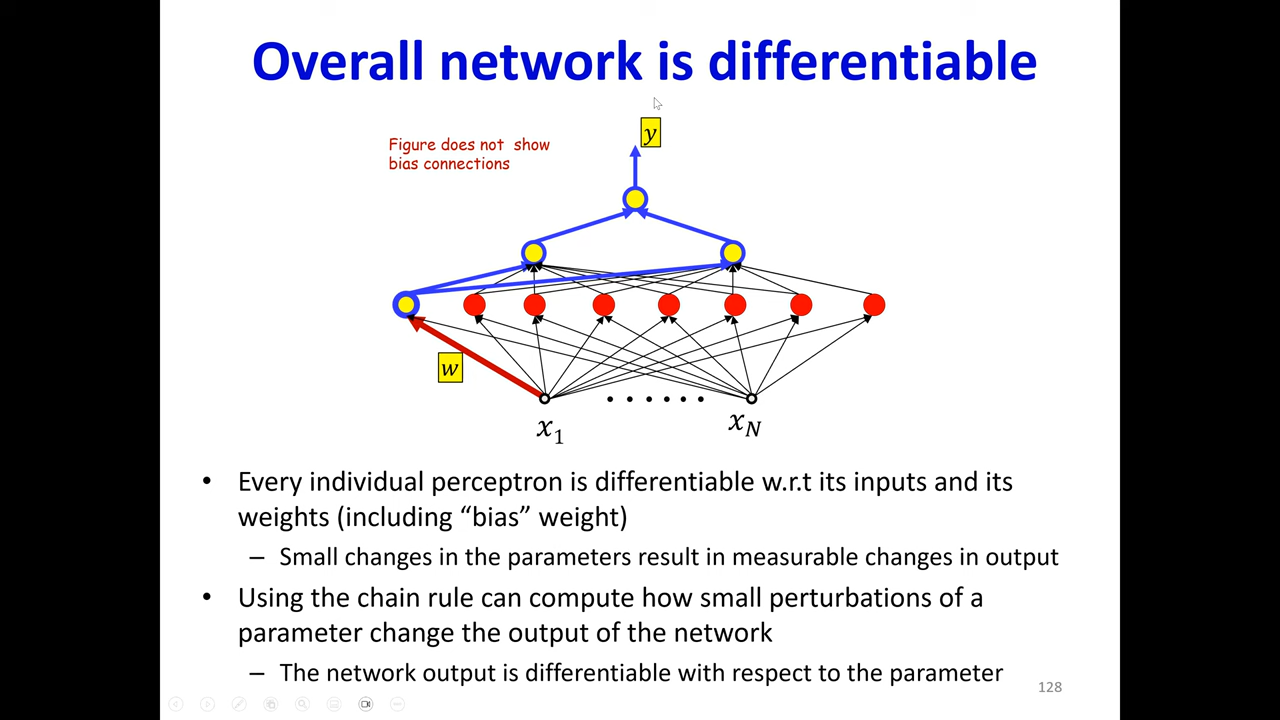 Overall network is differentiable
y
Figure does not show
bias connections
w
x₁
x_N
• Every individual perceptron is differentiable w.r.t its inputs and its
weights (including “bias” weight)
– Small changes in the parameters result in measurable changes in output
• Using the chain rule can compute how small perturbations of a
parameter change the output of the network
– The network output is differentiable with respect to the parameter
128